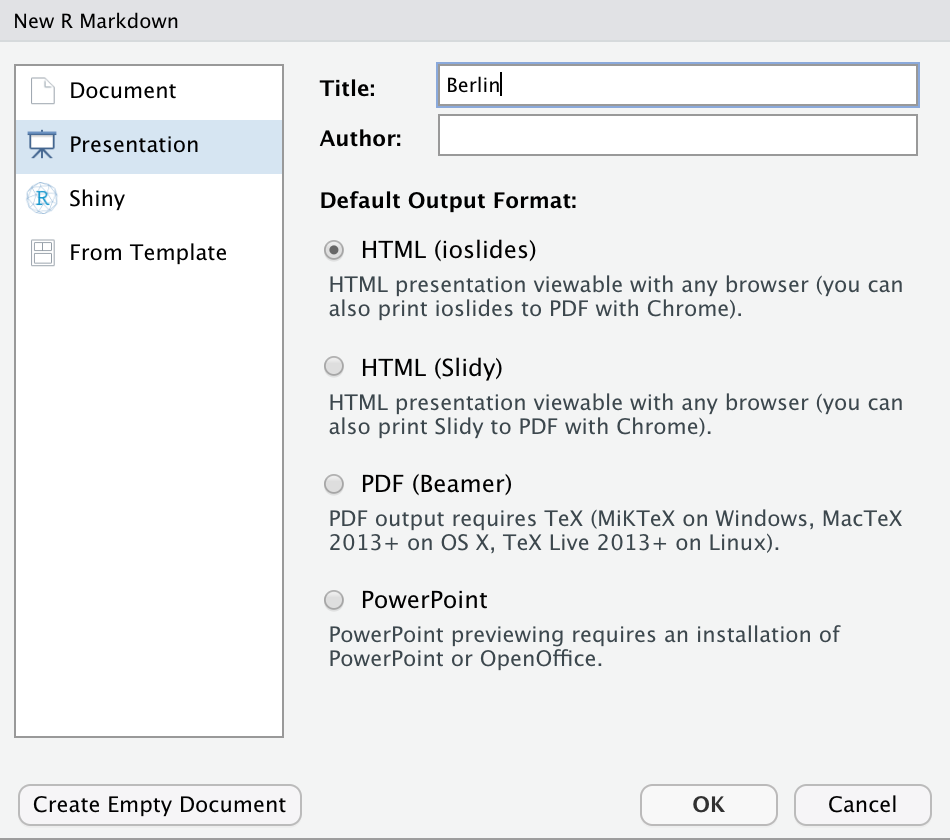 New R Markdown
Document
Presentation
R Shiny
From Template
Title: Berlin
Author:
Default Output Format:
HTML (ioslides)
HTML presentation viewable with any browser (you can
also print ioslides to PDF with Chrome).
HTML (Slidy)
HTML presentation viewable with any browser (you can
also print Slidy to PDF with Chrome).
PDF (Beamer)
PDF output requires TeX (MiKTeX on Windows, MacTeX
2013+ on OS X, TeX Live 2013+ on Linux).
PowerPoint
PowerPoint previewing requires an installation of
PowerPoint or OpenOffice.
Create Empty Document
OK
Cancel